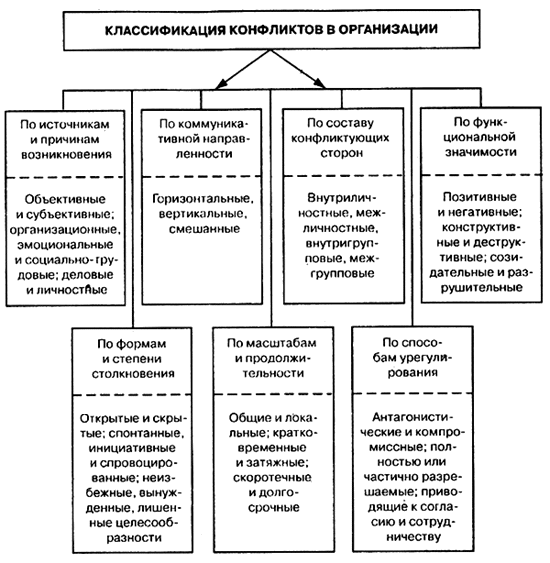 КЛАССИФИКАЦИЯ КОНФЛИКТОВ В ОРГАНИЗАЦИИ
По источникам
и причинам
возникновения
Объективные
и субъективные;
организационные,
эмоциональные
и социально-тру-
довые; деловые
и личностные
По коммуника-
тивной направ-
ленности
Горизонтальные,
вертикальные,
смешанные
По составу
конфликтующих
сторон
Внутрилич-
ностные, меж-
личностные,
внутригруп-
повые, меж-
групповые
По функ-
циональной
значимости
Позитивные
и негативные;
конструктив-
ные и деструк-
тивные; сози-
дательные и раз-
рушительные
По формам
и степени
столкновения
Открытые и скры-
тые; спонтанные,
инициативные
и спровоциро-
ванные; неиз-
бежные, вынуж-
денные, лишен-
ные целесооб-
разности
По масштабам
и продолжи-
тельности
Общие и локаль-
ные; кратко-
временные
и затяжные;
скоротечные
и долго-
срочные
По спосо-
бам урегули-
рования
Антагонисти-
ческие и компро-
миссные; пол-
ностью или
частично разре-
шаемые; приво-
дящие к согла-
сию и сотруд-
ничеству